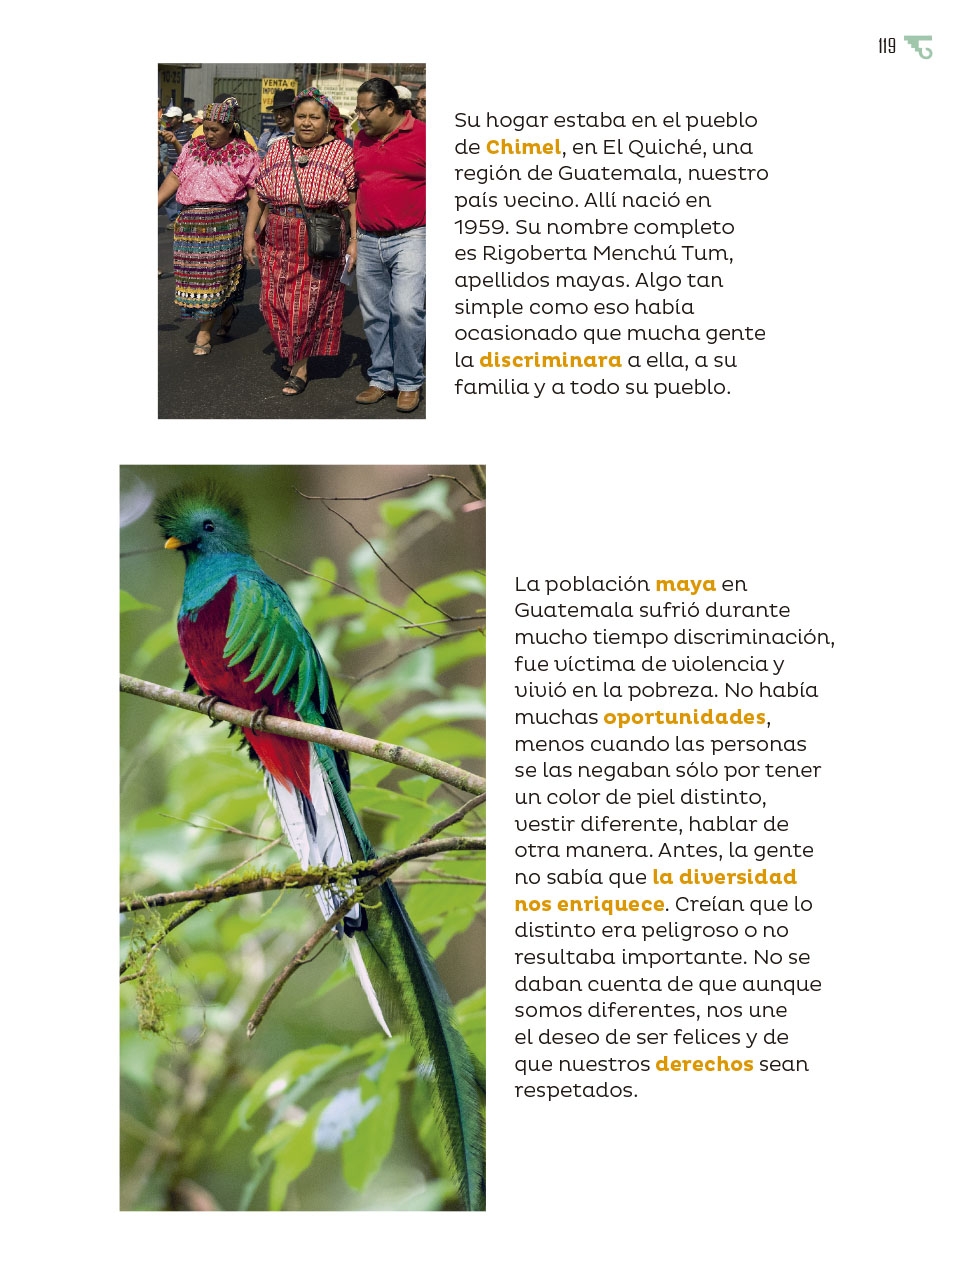 119
VENTA e
Su hogar estaba en el pueblo
de Chimel, en El Quiché, una
región de Guatemala, nuestro
país vecino. Allí nació en
1959. Su nombre completo
es Rigoberta Menchú Tum,
apellidos mayas. Algo tan
simple como eso había
ocasionado que mucha gente
la discriminara a ella, a su
familia y a todo su pueblo.
La población maya en
Guatemala sufrió durante
mucho tiempo discriminación,
fue víctima de violencia y
vivió en la pobreza. No había
muchas oportunidades,
menos cuando las personas
se las negaban sólo por tener
un color de piel distinto,
vestir diferente, hablar de
otra manera. Antes, la gente
no sabía que la diversidad
nos enriquece. Creían que lo
distinto era peligroso o no
resultaba importante. No se
daban cuenta de que aunque
somos diferentes, nos une
el deseo de ser felices y de
que nuestros derechos sean
respetados.